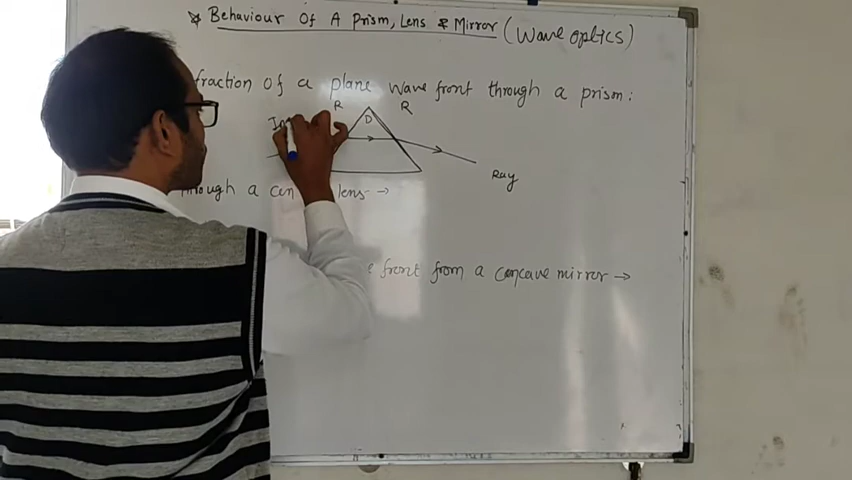 Behaviour Of A Prism, Lens & Mirror (Wave optics)
fraction of a plane wave front through a prism:
R R
D
Ray
through a lens →
front from a concave mirror →